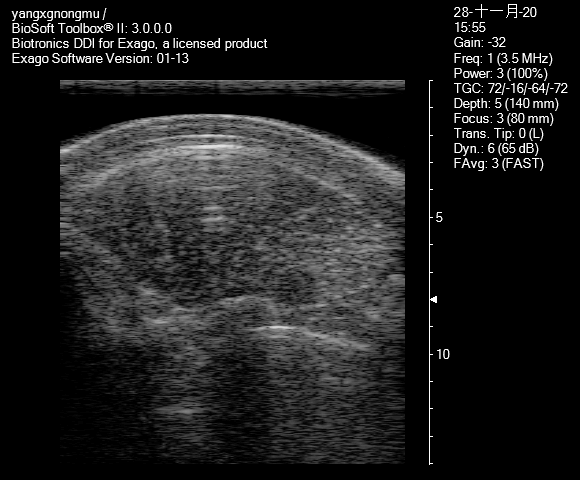 yangxgnongmu /
BioSoft Toolbox® II: 3.0.0.0
Biotronics DDI for Exago, a licensed product
Exago Software Version: 01-13
28-十一月-20
15:55
Gain: -32
Freq: 1 (3.5 MHz)
Power: 3 (100%)
TGC: 72/-16/-64/-72
Depth: 5 (140 mm)
Focus: 3 (80 mm)
Trans. Tip: 0 (L)
Dyn.: 6 (65 dB)
FAvg: 3 (FAST)
5
10